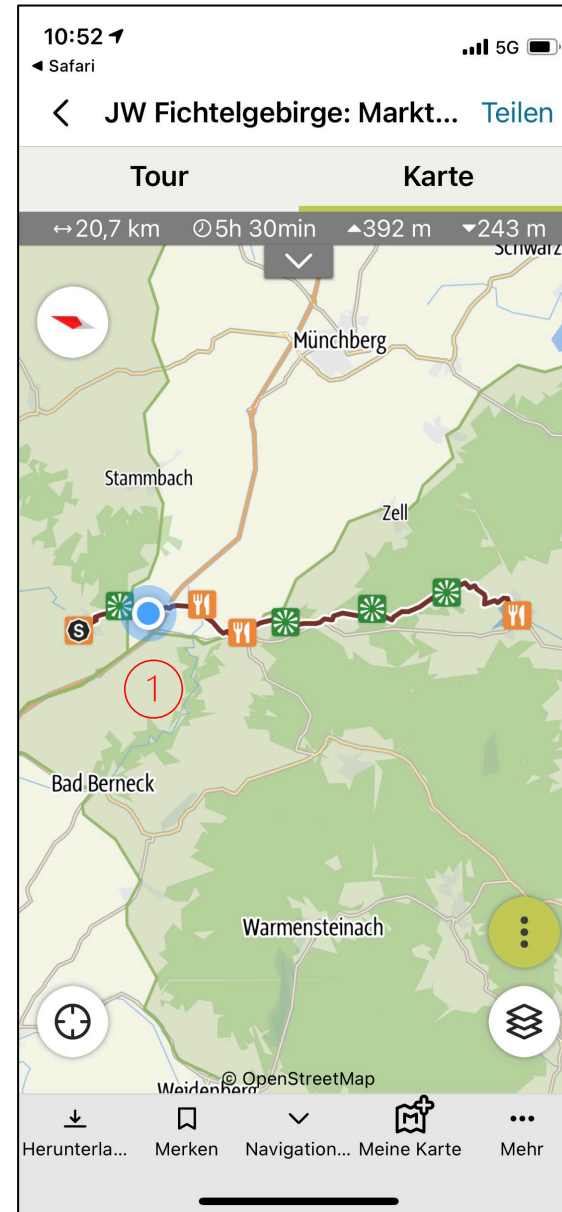 10:52
5G
◀ Safari
JW Fichtelgebirge: Markt... Teilen
Tour Karte
↔20,7 km 5h 30min ▲392 m ▼243 m
Schwarz
Münchberg
Stammbach
Zell
S
1
Bad Berneck
Warmensteinach
© OpenStreetMap
Weidenberg
Herunterla... Merken Navigation... Meine Karte Mehr